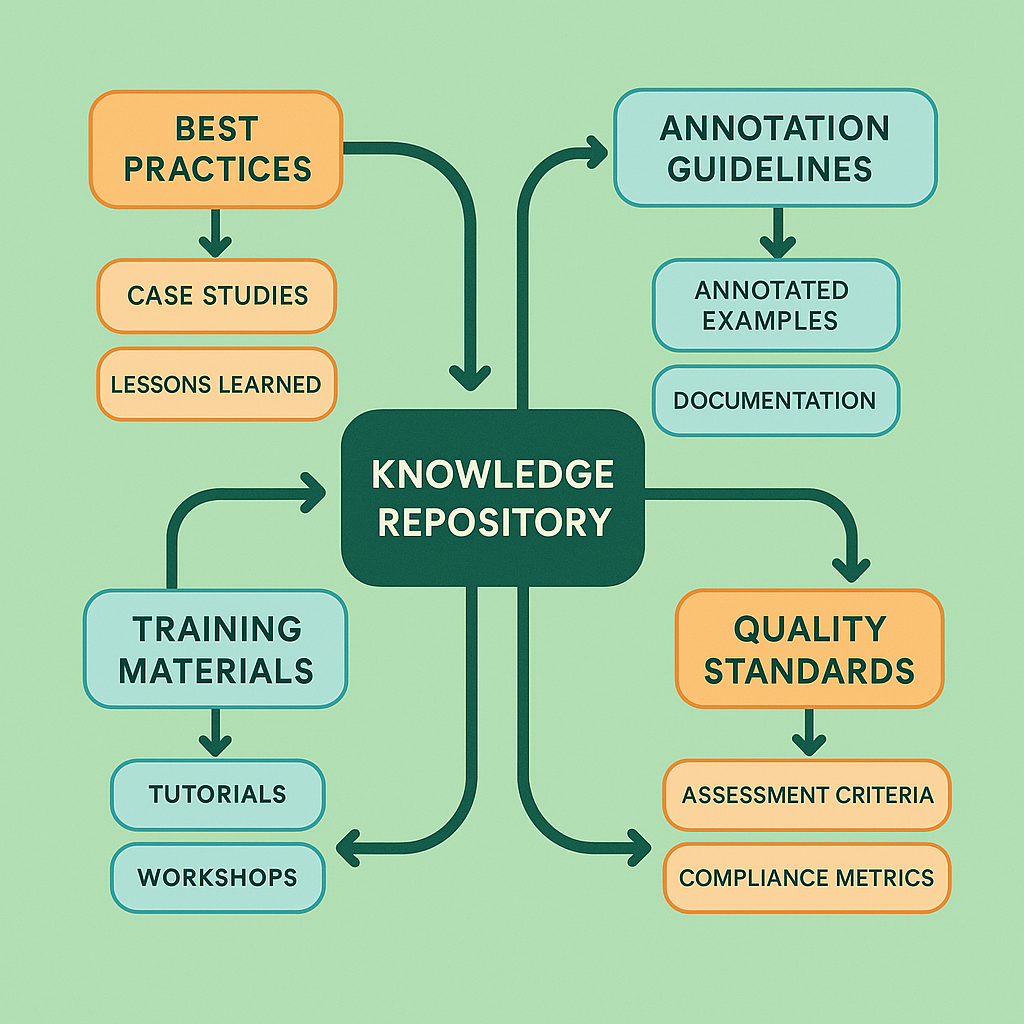 BEST
PRACTICES
CASE STUDIES
LESSONS LEARNED
ANNOTATION
GUIDELINES
ANNOTATED
EXAMPLES
DOCUMENTATION
KNOWLEDGE
REPOSITORY
TRAINING
MATERIALS
TUTORIALS
WORKSHOPS
QUALITY
STANDARDS
ASSESSMENT CRITERIA
COMPLIANCE METRICS